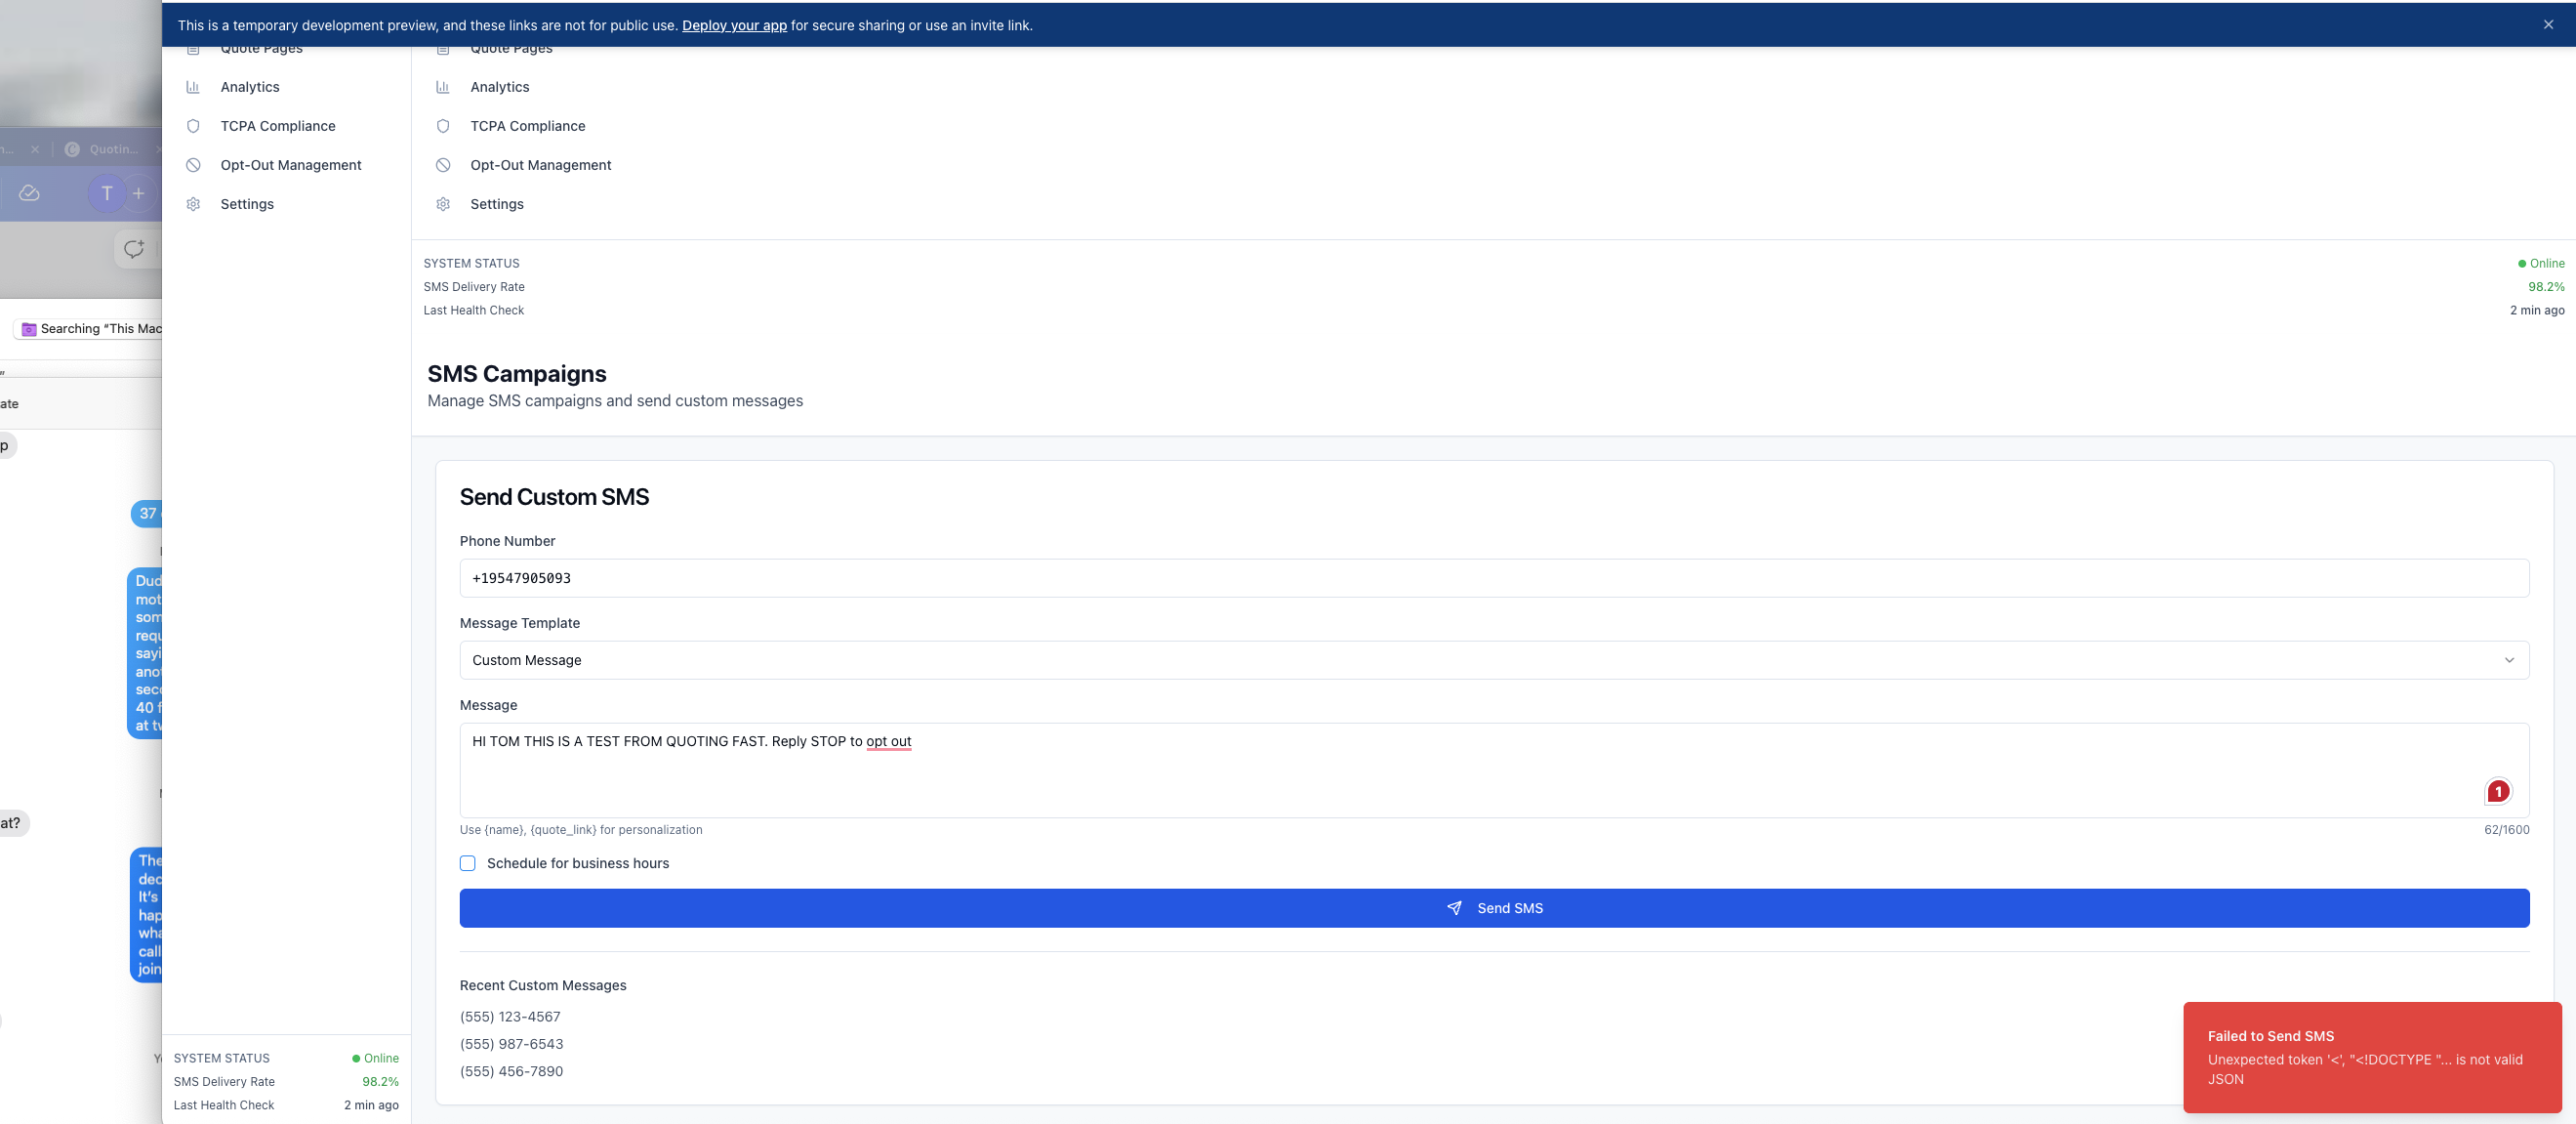 This is a temporary development preview, and these links are not for public use. Deploy your app for secure sharing or use an invite link.
Quote Pages
Analytics
TCPA Compliance
Opt-Out Management
Settings
Quote Pages
Analytics
TCPA Compliance
Opt-Out Management
Settings
Quotin...
T
Searching “This Mac
ate
p
37
Dud
mot
som
requ
sayi
anot
seco
40 f
at tw
at?
The
dec
It's
hap
wha
call
join
SYSTEM STATUS
Online
SMS Delivery Rate
98.2%
Last Health Check
2 min ago
SMS Campaigns
Manage SMS campaigns and send custom messages
Send Custom SMS
Phone Number
+19547905093
Message Template
Custom Message
Message
HI TOM THIS IS A TEST FROM QUOTING FAST. Reply STOP to opt out
1
Use {name}, {quote_link} for personalization
62/1600
Schedule for business hours
Send SMS
Recent Custom Messages
(555) 123-4567
(555) 987-6543
(555) 456-7890
SYSTEM STATUS
Online
SMS Delivery Rate
98.2%
Last Health Check
2 min ago
Failed to Send SMS
Unexpected token '<', "<!DOCTYPE "... is not valid
JSON